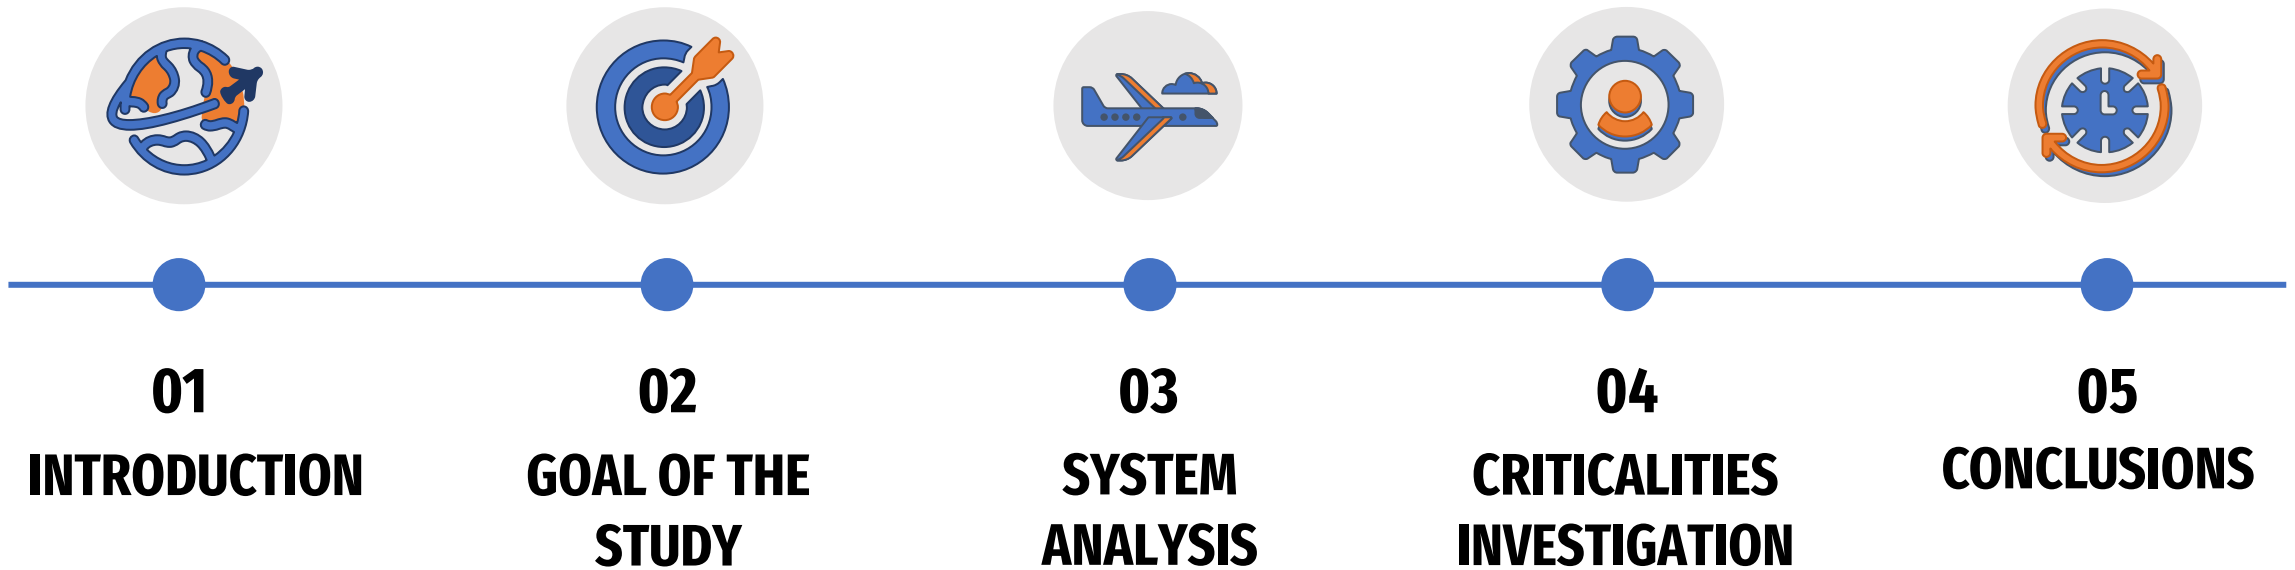 01
INTRODUCTION
02
GOAL OF THE
STUDY
03
SYSTEM
ANALYSIS
04
CRITICALITIES
INVESTIGATION
05
CONCLUSIONS